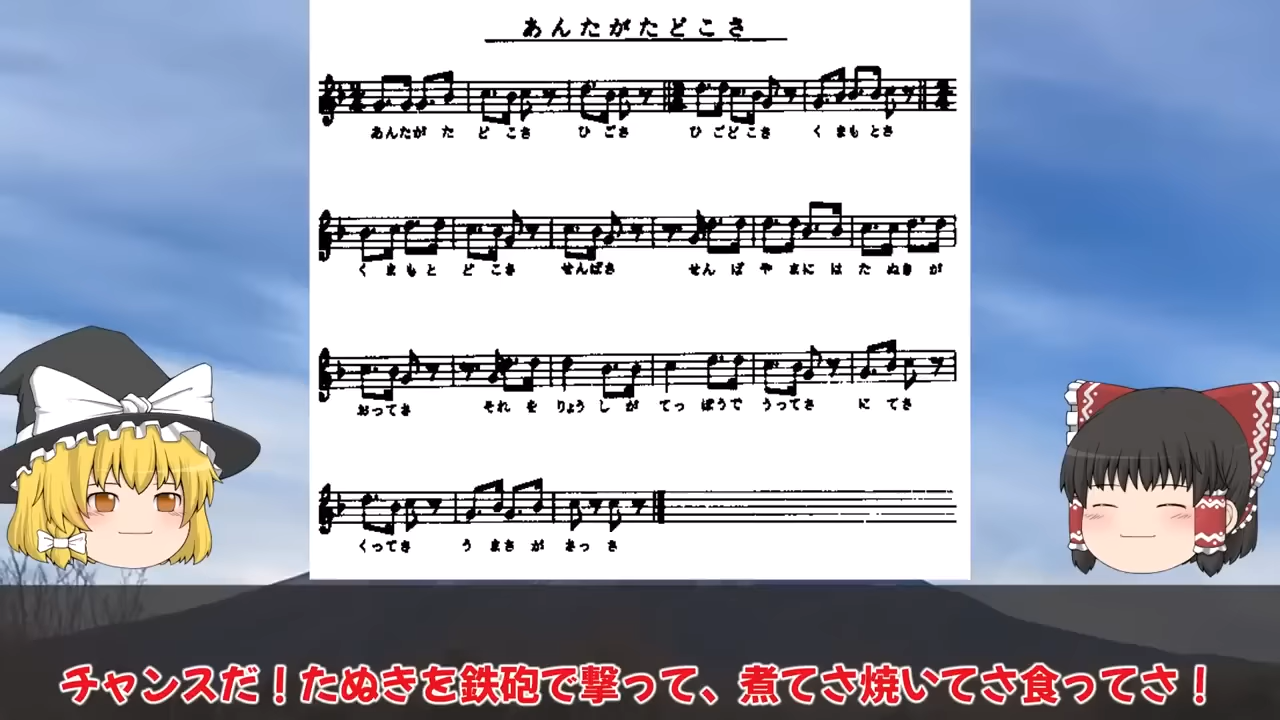 あんたがたどこさ
あんたが た ど こさ ひ ごさ ひ ごど こさ く まもとさ
く ま も と ど こさ せんばさ せん ば や まに は た ぬき が
おってさ それ を りょう し が てっ ぽうで うってさ に てさ
くってさ う まさ が さっ さ
チャンスだ！たぬきを鉄砲で撃って、煮てさ焼いてさ食ってさ！